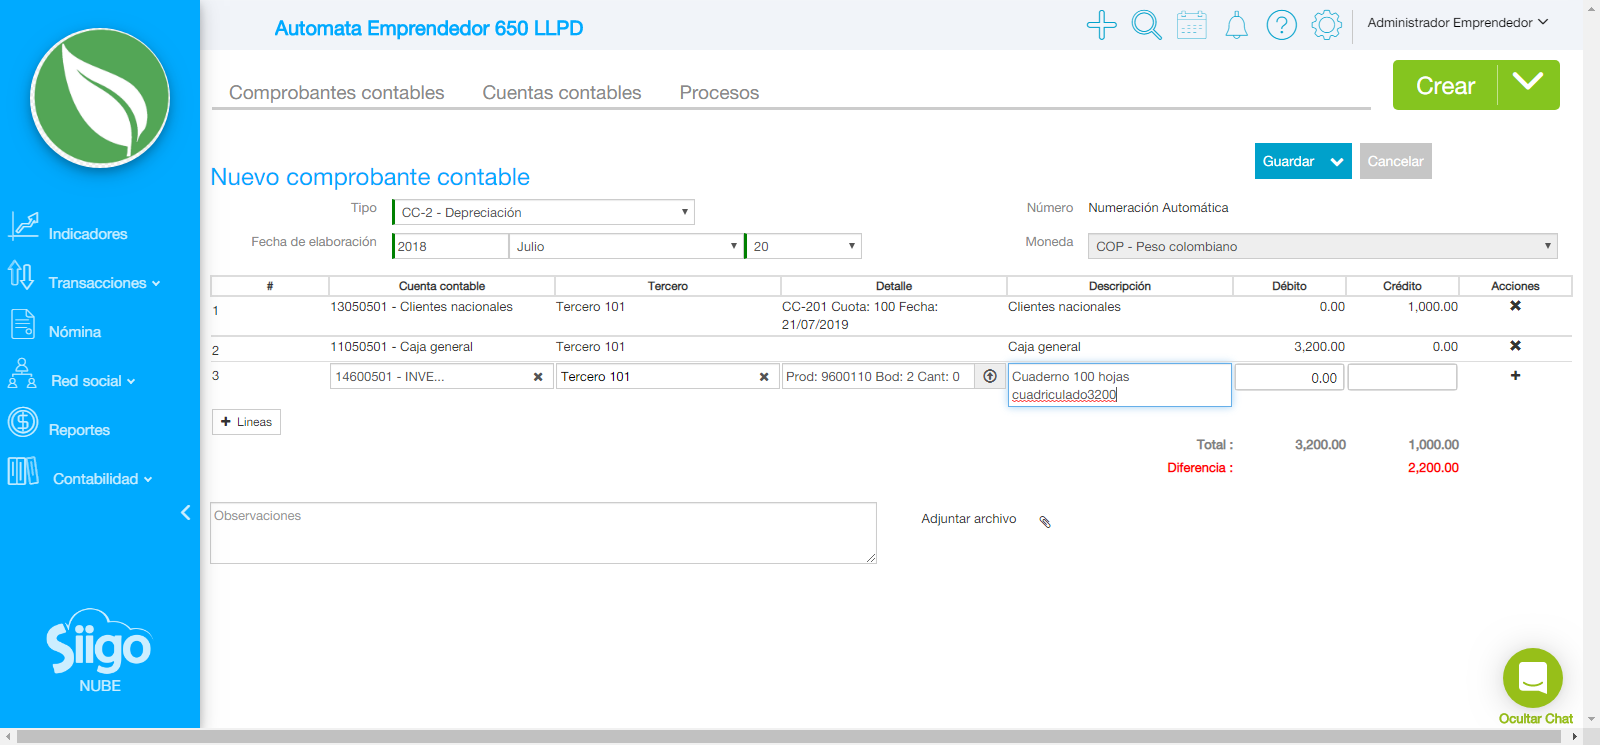 Automata Emprendedor 650 LLPD
Administrador Emprendedor
Comprobantes contables Cuentas contables Procesos
Crear
Guardar Cancelar
Nuevo comprobante contable
Tipo CC-2 - Depreciación Número Numeración Automática
Fecha de elaboración 2018 Julio 20 Moneda COP - Peso colombiano
# Cuenta contable Tercero Detalle Descripción Débito Crédito Acciones
1 13050501 - Clientes nacionales Tercero 101 CC-201 Cuota: 100 Fecha: Clientes nacionales 0.00 1,000.00
21/07/2019
2 11050501 - Caja general Tercero 101 Caja general 3,200.00 0.00
3 14600501 - INVE... Tercero 101 Prod: 9600110 Bod: 2 Cant: 0 Cuaderno 100 hojas 0.00
cuadriculado3200
+ Lineas
Total : 3,200.00 1,000.00
Diferencia : 2,200.00
Observaciones
Adjuntar archivo
Indicadores
Transacciones
Nómina
Red social
Reportes
Contabilidad
Siigo
NUBE
Ocultar Chat